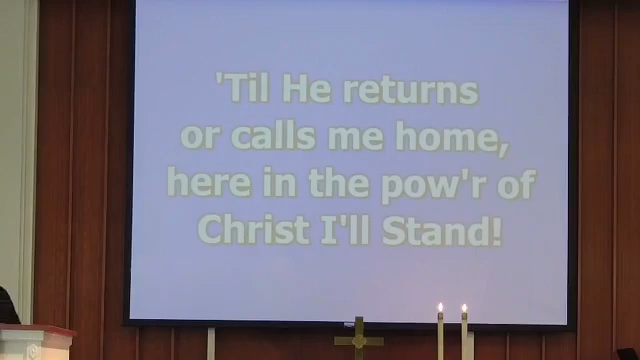 'Til He returns
or calls me home,
here in the pow'r of
Christ I'll Stand!